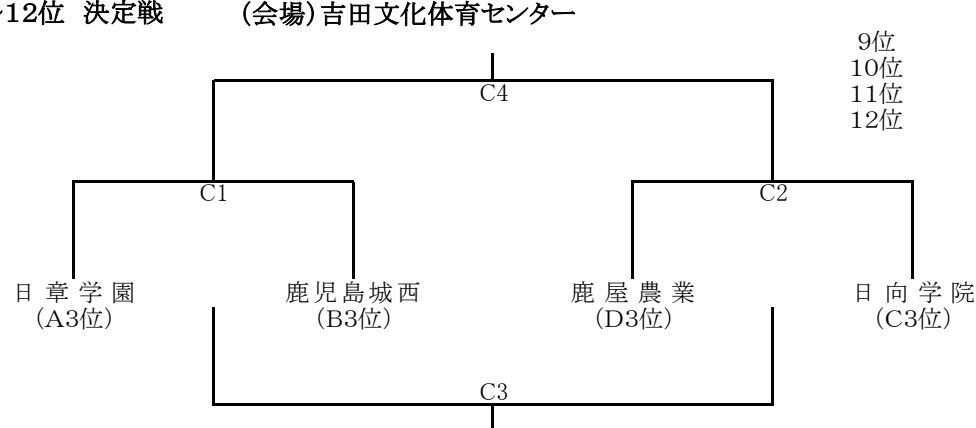 12位 決定戦 (会場)吉田文化体育センター
9位
10位
11位
12位
C4
C1 C2
日章学園 鹿児島城西 鹿屋農業 日向学院
(A3位) (B3位) (D3位) (C3位)
C3